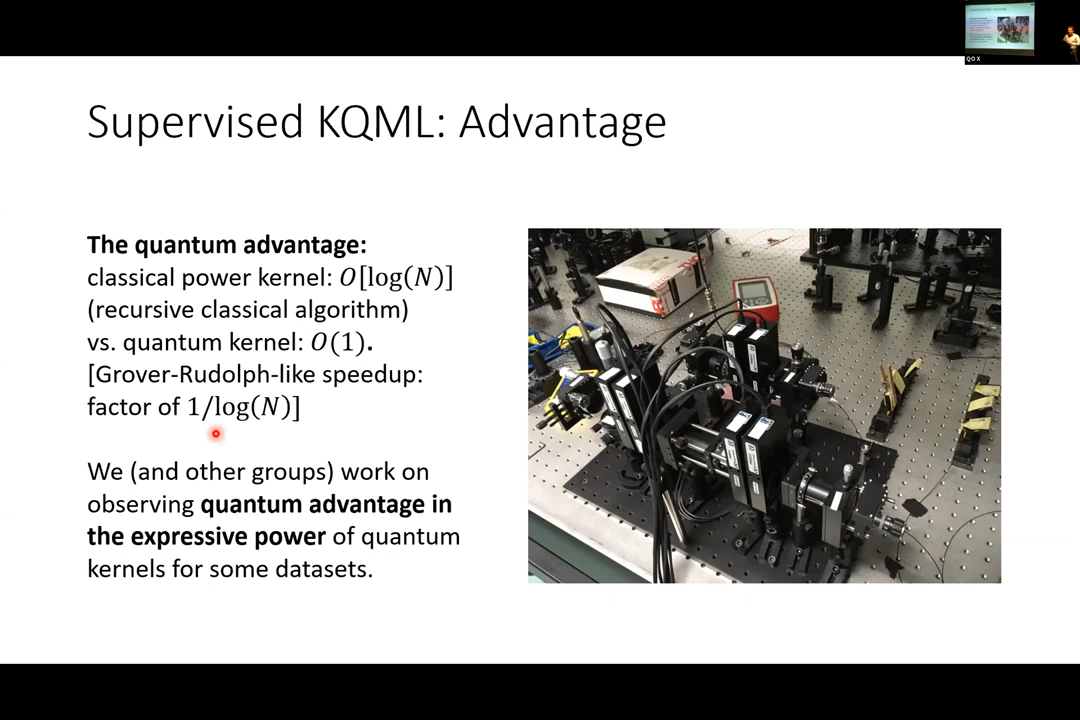 Supervised KQML: Advantage
The quantum advantage:
classical power kernel: O[log(N)]
(recursive classical algorithm)
vs. quantum kernel: O(1).
[Grover-Rudolph-like speedup:
factor of 1/log(N)]
We (and other groups) work on
observing quantum advantage in
the expressive power of quantum
kernels for some datasets.